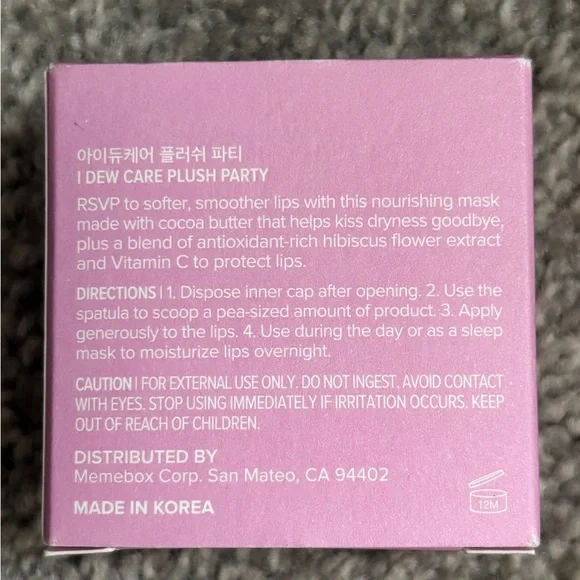 아이듀케어 플러쉬 파티
I DEW CARE PLUSH PARTY
RSVP to softer, smoother lips with this nourishing mask
made with cocoa butter that helps kiss dryness goodbye,
plus a blend of antioxidant-rich hibiscus flower extract
and Vitamin C to protect lips.
DIRECTIONS | 1. Dispose inner cap after opening. 2. Use the
spatula to scoop a pea-sized amount of product. 3. Apply
generously to the lips. 4. Use during the day or as a sleep
mask to moisturize lips overnight.
CAUTION | FOR EXTERNAL USE ONLY. DO NOT INGEST. AVOID CONTACT
WITH EYES. STOP USING IMMEDIATELY IF IRRITATION OCCURS. KEEP
OUT OF REACH OF CHILDREN.
DISTRIBUTED BY
Memebox Corp. San Mateo, CA 94402
MADE IN KOREA
12M